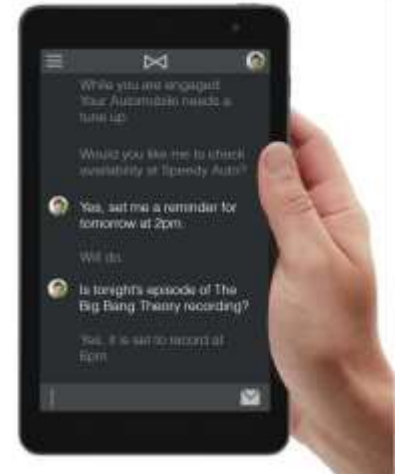 While you are engaged
Your Automobile needs a
tune up.
Would you like me to check
availability at Speedy Auto?
Yes, set me a reminder for
tomorrow at 2pm.
Will do.
Is tonight's episode of The
Big Bang Theory recording?
Yes, it is set to record at
6pm